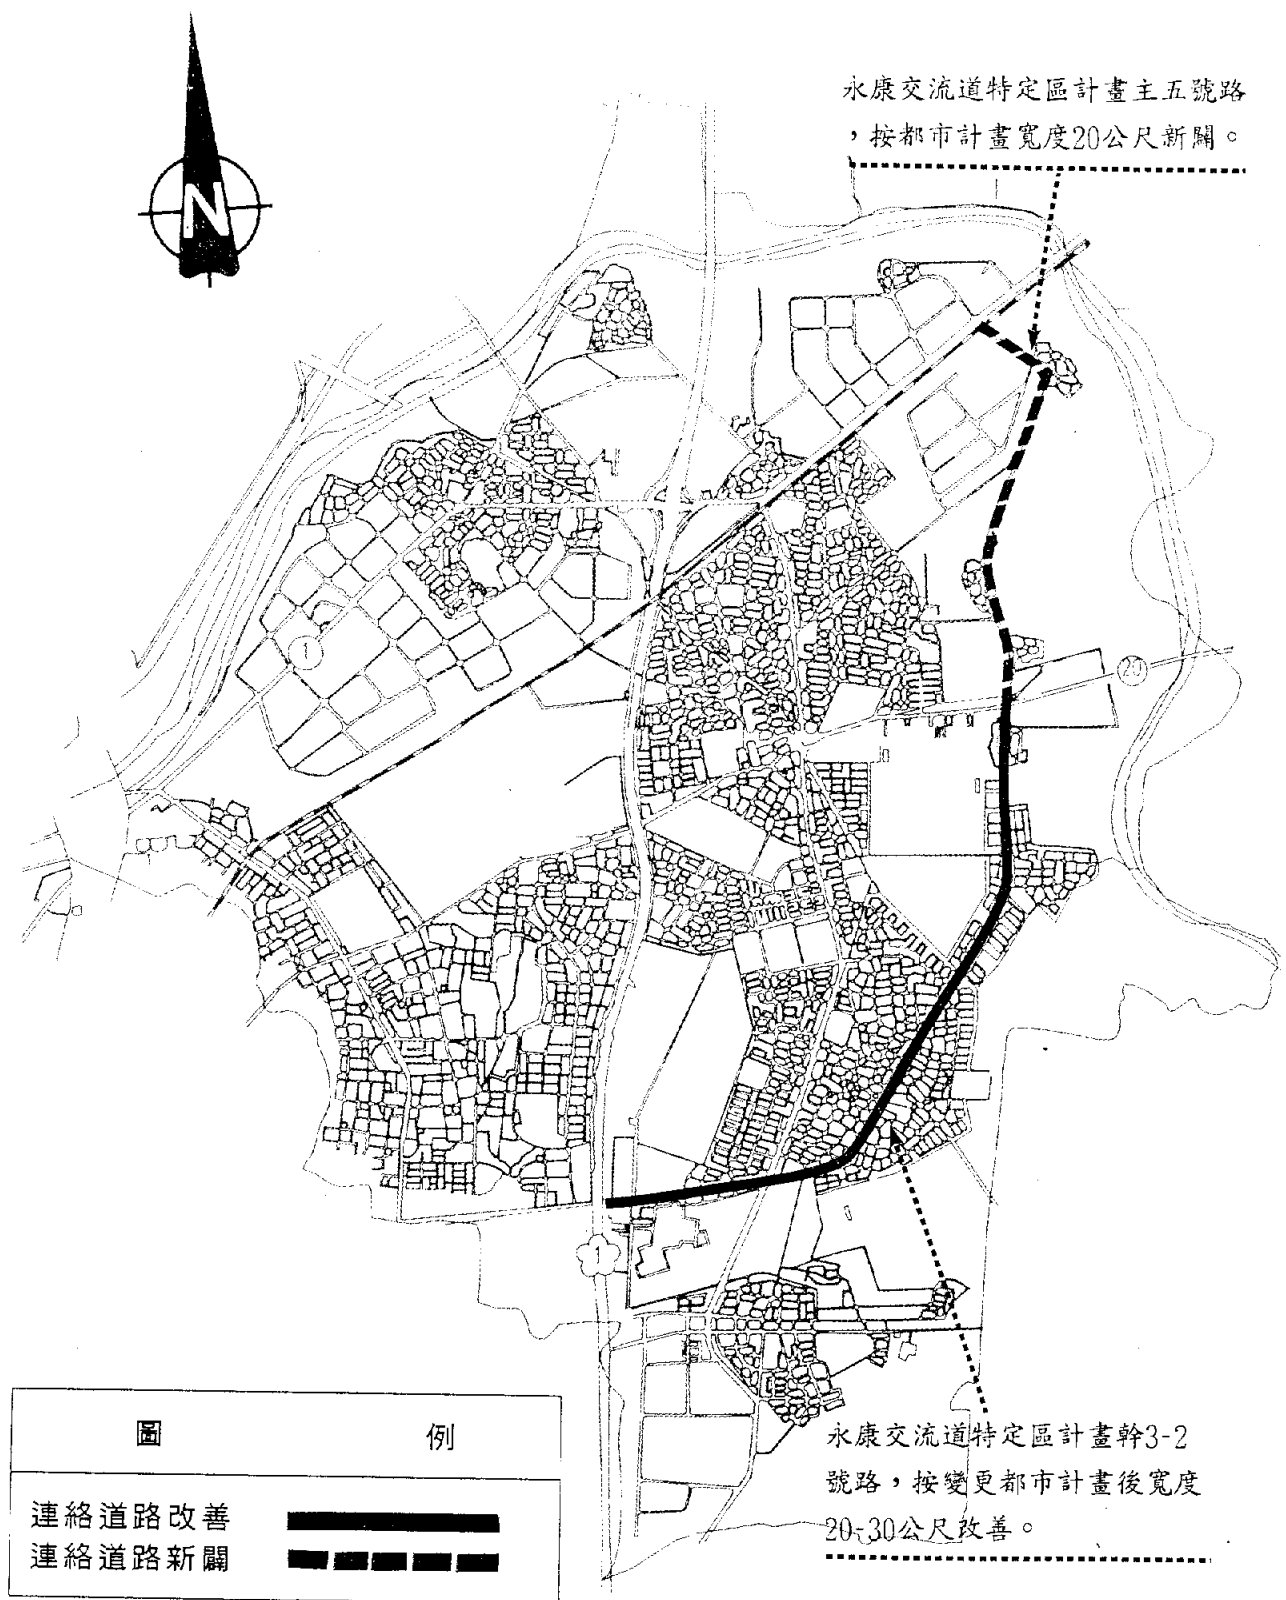 N
永康交流道特定區計畫主五號路
，按都市計畫寬度20公尺新闢。
1
20
1
永康交流道特定區計畫幹3-2
號路，按變更都市計畫後寬度
20-30公尺改善。
圖 例
連絡道路改善
連絡道路新闢